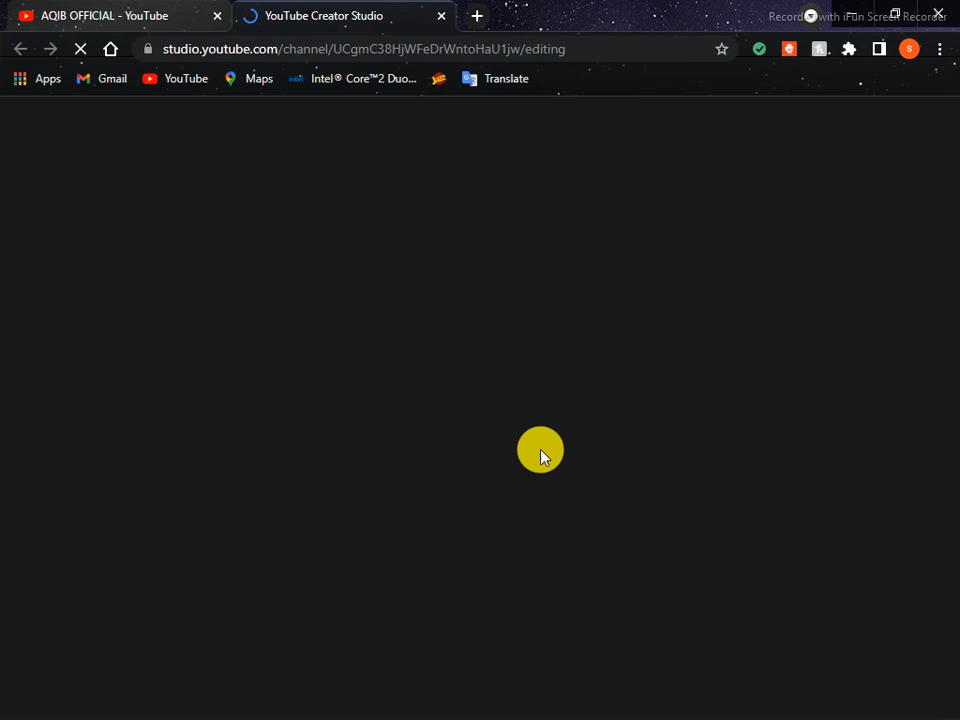 AQIB OFFICIAL - YouTube
YouTube Creator Studio
Recorded with iFun Screen Recorder
studio.youtube.com/channel/UCgmC38HjWFeDrWntoHaU1jw/editing
S
Apps
Gmail
YouTube
Maps
intel
Intel® Core™2 Duo...
Translate